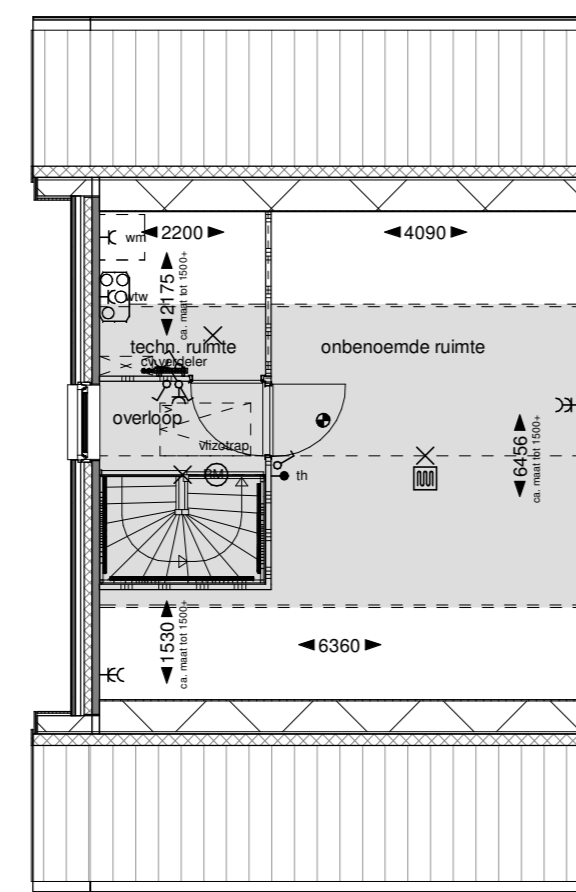 2200
4090
wm
2175
ca. maat tot 1500+
wtw
techn. ruimte
onbenoemde ruimte
cv verdeler
overloop
vlizotrap
RM
th
6456
ca. maat tot 1500+
1530
ca. maat tot 1500+
6360